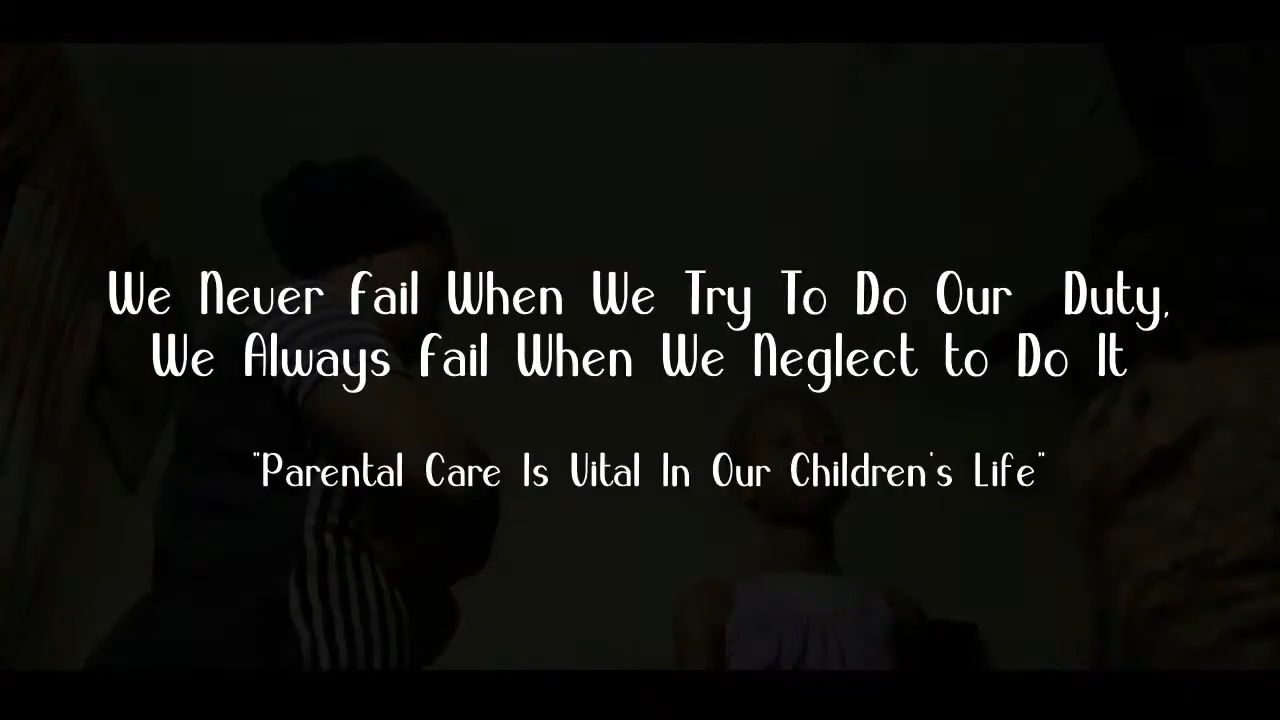 We Never Fail When We Try To Do Our Duty,
We Always Fail When We Neglect to Do It
"Parental Care Is Vital In Our Children's Life"